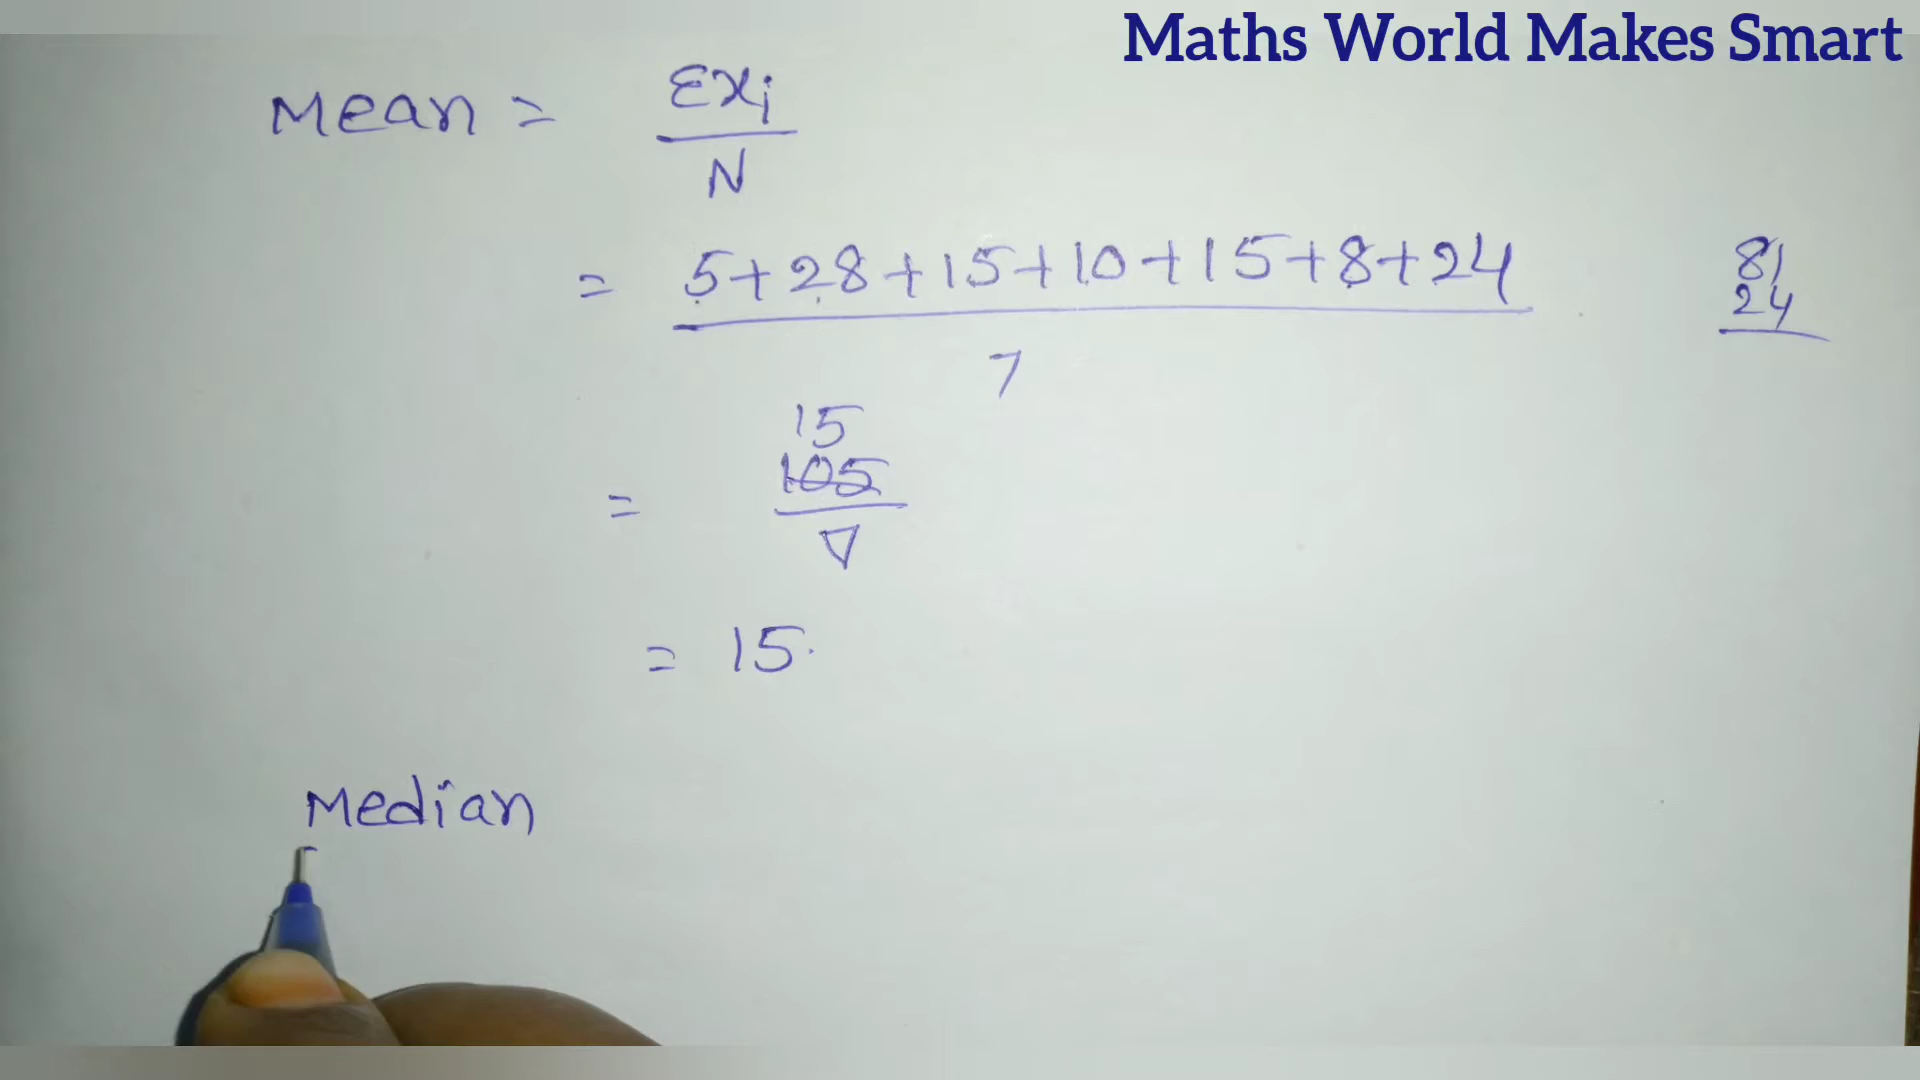 Maths World Makes Smart
Mean = Σxi
N
= 5+28+15+10+15+8+24
7
81
24
15
= 105
7
= 15.
Median